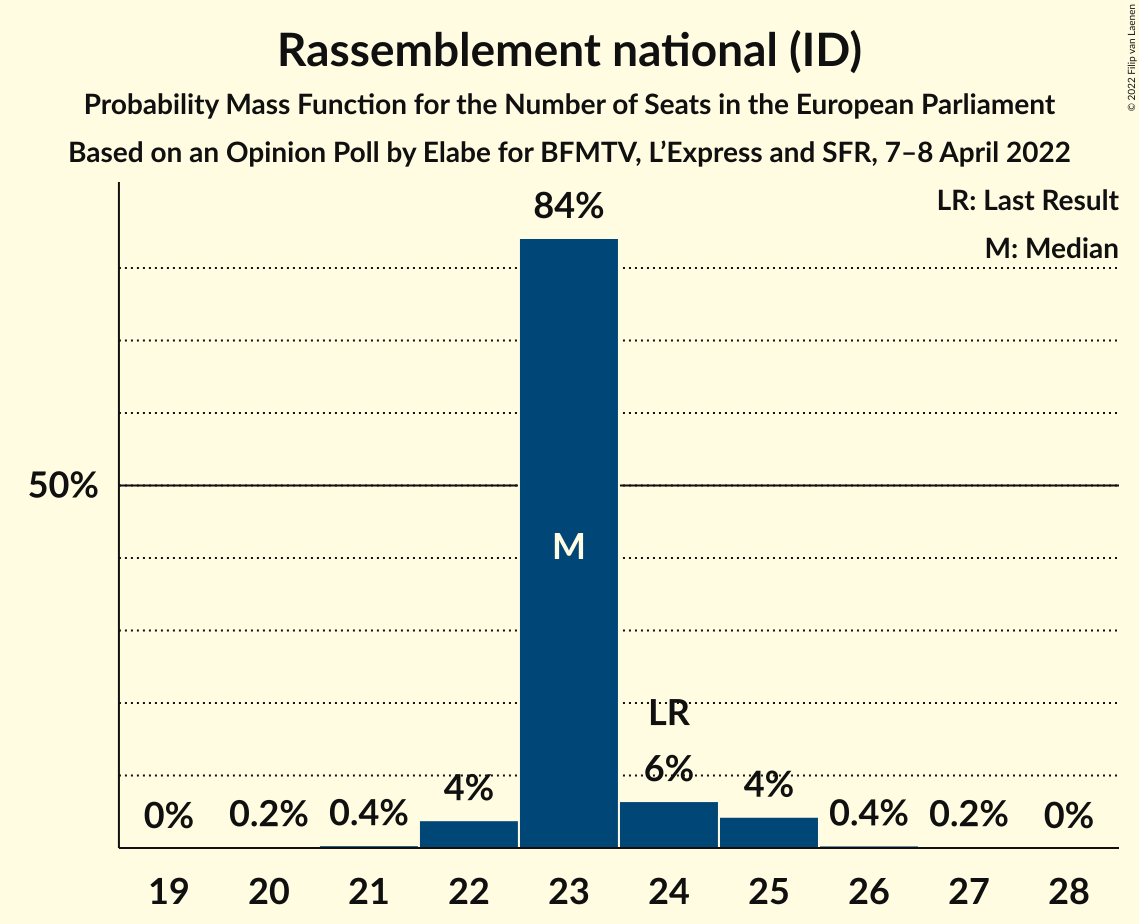 Rassemblement national (ID)
Probability Mass Function for the Number of Seats in the European Parliament
Based on an Opinion Poll by Elabe for BFMTV, L’Express and SFR, 7–8 April 2022
© 2022 Filip van Laenen
LR: Last Result
M: Median
84%
50%
M
LR
0%
0.2%
0.4%
4%
6%
4%
0.4%
0.2%
0%
19
20
21
22
23
24
25
26
27
28